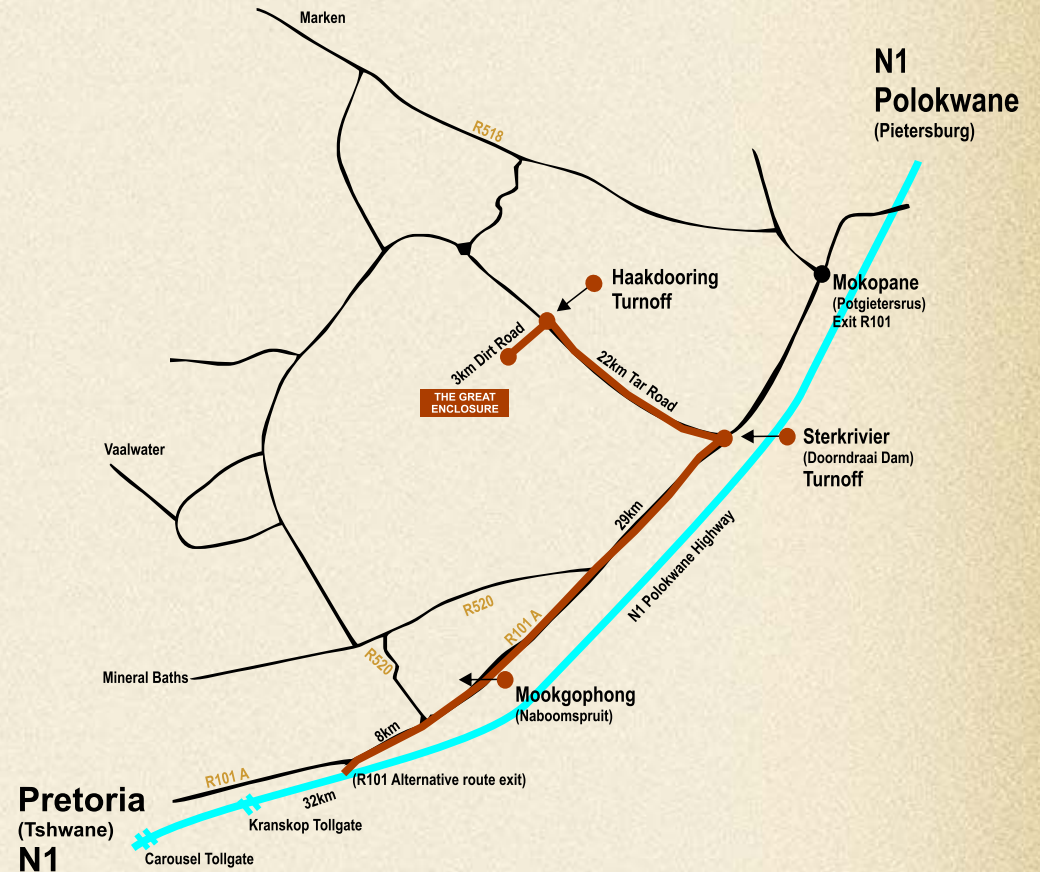 Marken
N1
Polokwane
(Pietersburg)
R518
Haakdooring
Turnoff
Mokopane
(Potgietersrus)
Exit R101
3km Dirt Road
22km Tar Road
THE GREAT
ENCLOSURE
Sterkrivier
(Doorndraai Dam)
Turnoff
Vaalwater
29km
N1 Polokwane Highway
R520
R101 A
R520
Mineral Baths
Mookgophong
(Naboomspruit)
8km
R101 A
(R101 Alternative route exit)
32km
Pretoria
(Tshwane)
N1
Kranskop Tollgate
Carousel Tollgate